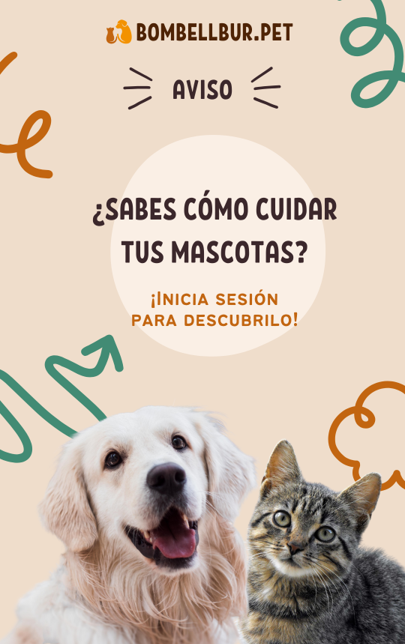 BOMBELLBUR.PET
AVISO
¿SABES CÓMO CUIDAR
TUS MASCOTAS?
¡INICIA SESIÓN
PARA DESCUBRILO!